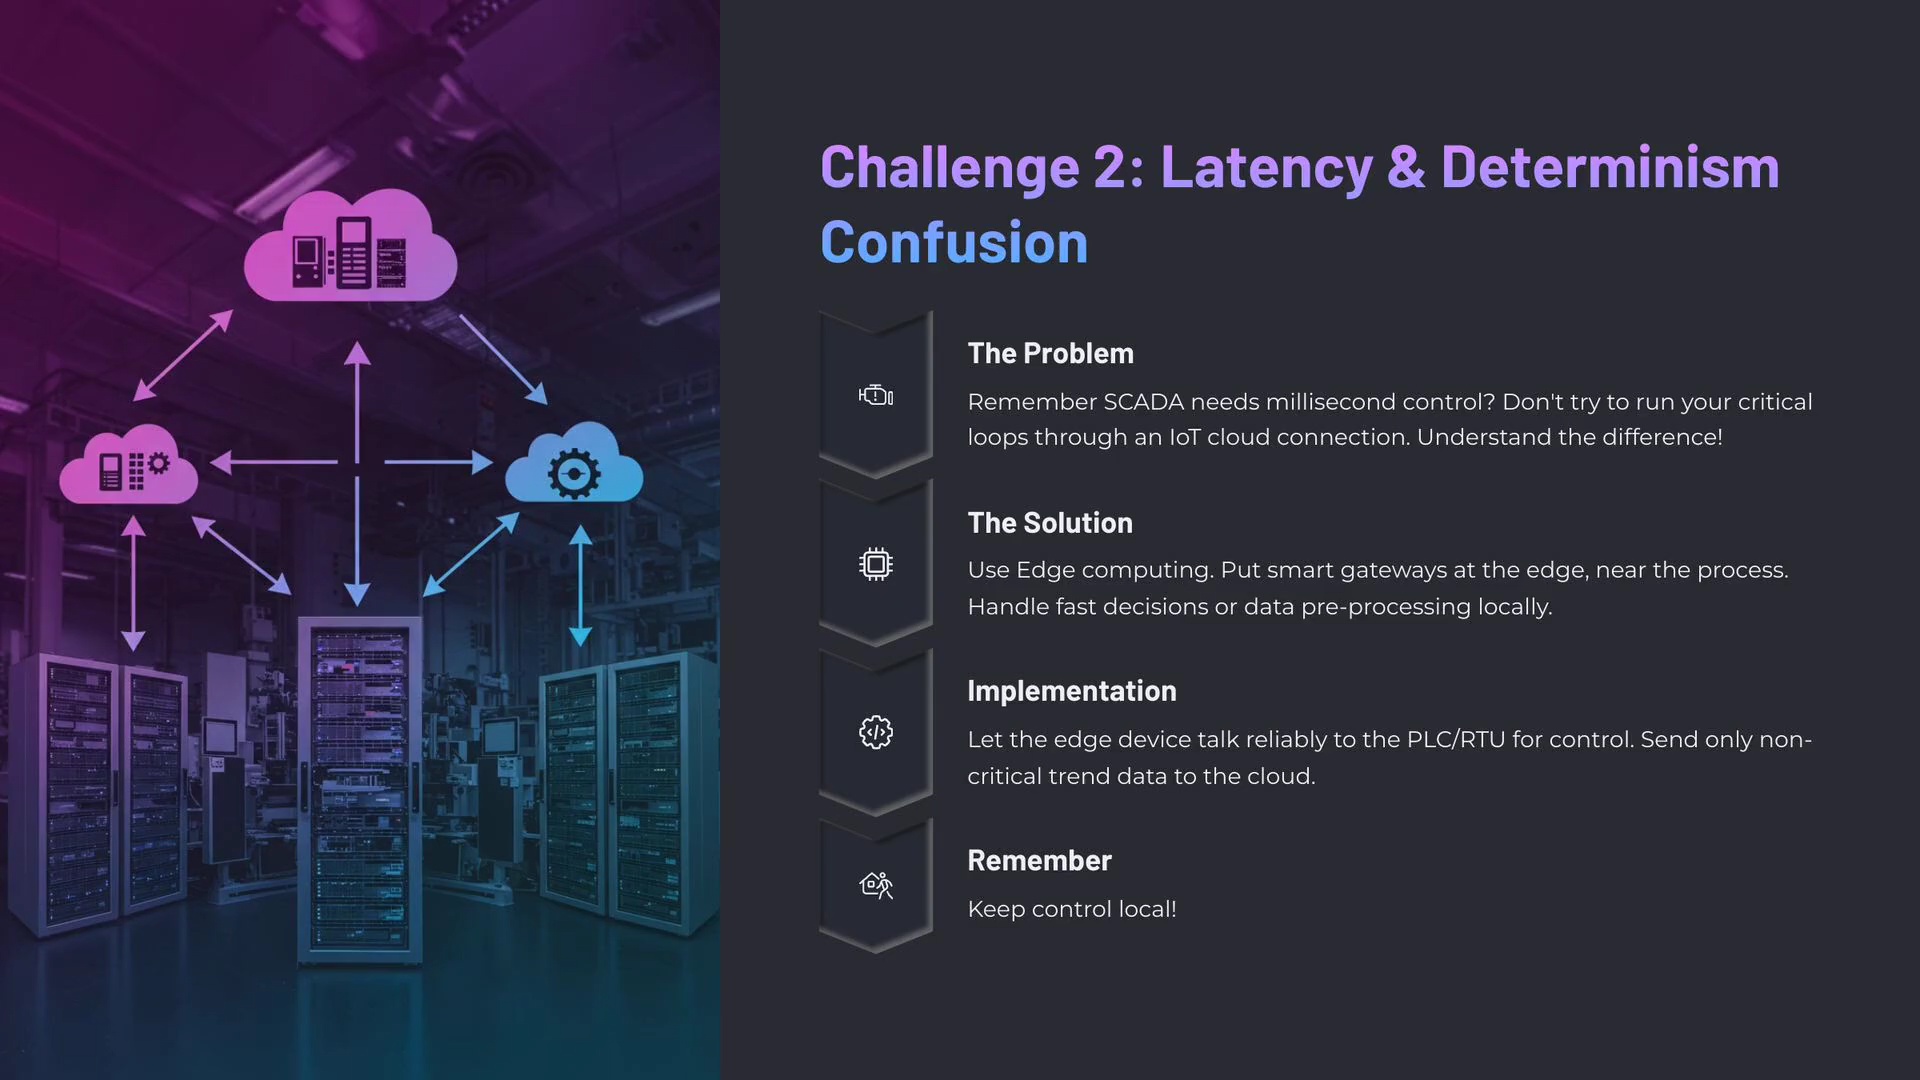 Challenge 2: Latency & Determinism
Confusion
The Problem
Remember SCADA needs millisecond control? Don't try to run your critical
loops through an IoT cloud connection. Understand the difference!
The Solution
Use Edge computing. Put smart gateways at the edge, near the process.
Handle fast decisions or data pre-processing locally.
Implementation
Let the edge device talk reliably to the PLC/RTU for control. Send only non-
critical trend data to the cloud.
Remember
Keep control local!